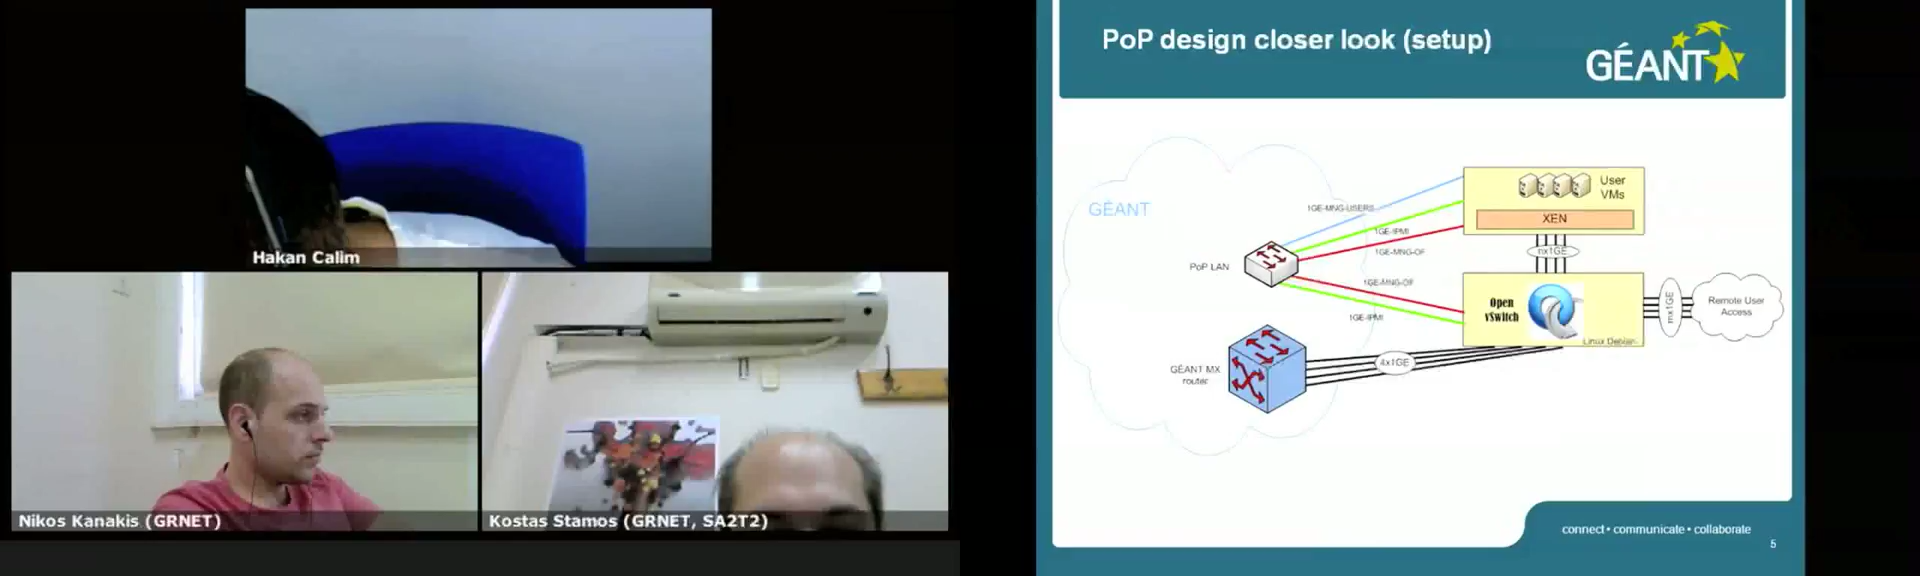 Hakan Calim
Nikos Kanakis (GRNET)
Kostas Stamos (GRNET, SA2T2)
PoP design closer look (setup)
GÉANT
GÉANT
User
VMs
XEN
1GE-MNG-USERS
1GE-IPMI
1GE-MNG-OF
nx1GE
PoP LAN
1GE-MNG-OF
1GE-IPMI
Open
vSwitch
Linux Debian
mx1GE
Remote User
Access
GÉANT MX
router
4x1GE
connect • communicate • collaborate
5